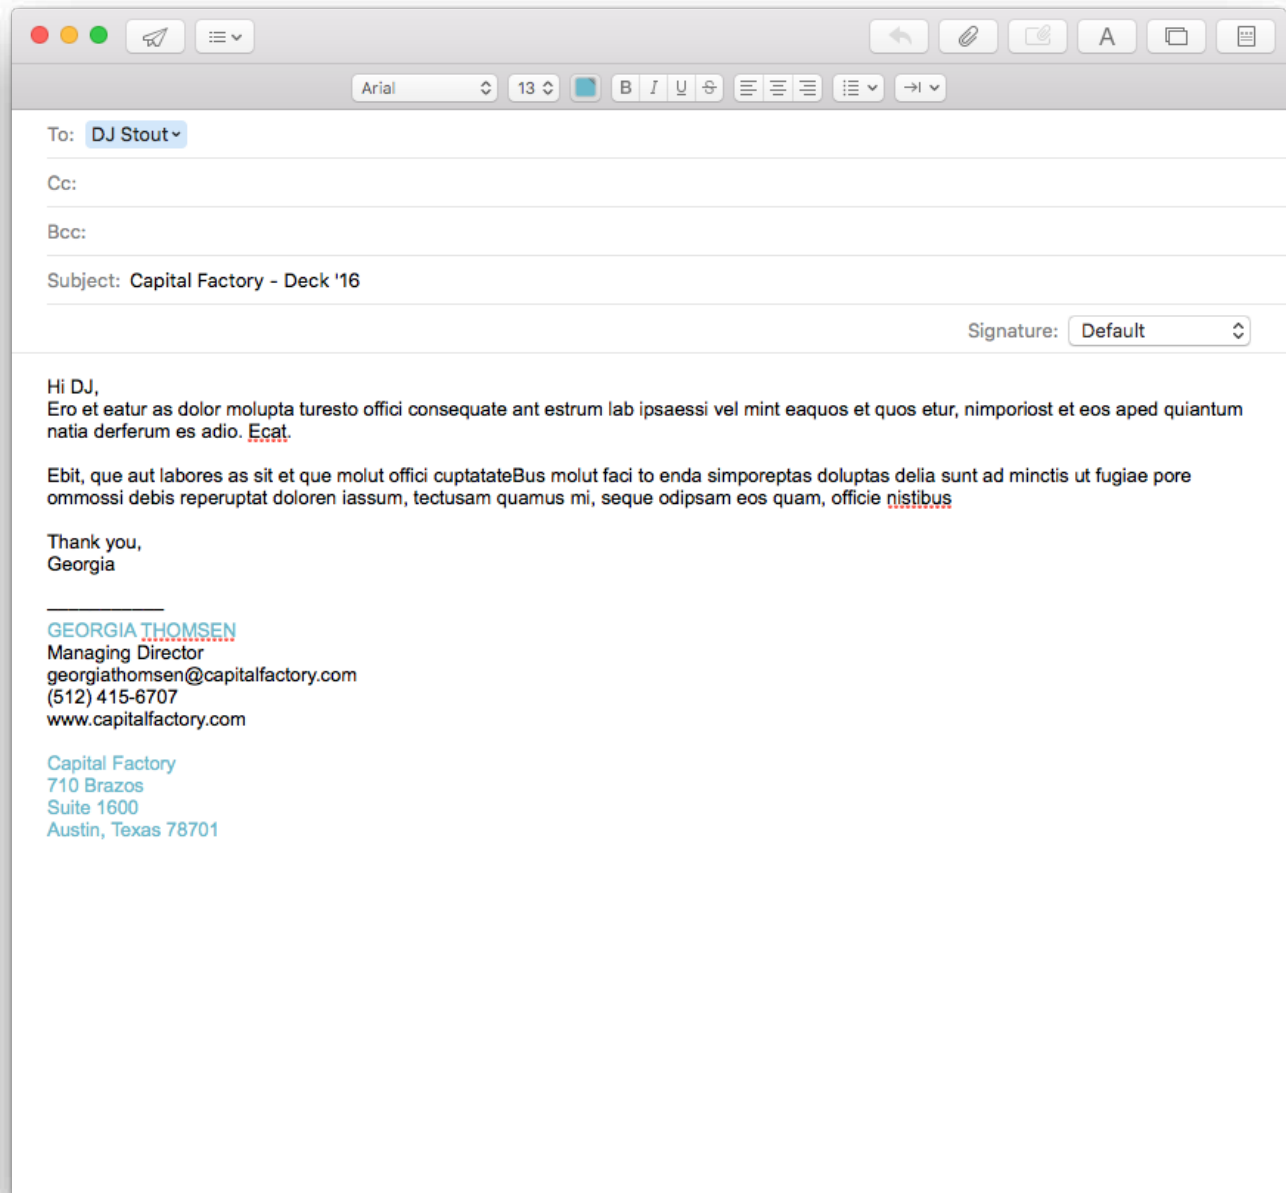 Arial
13
B I U S
A
To: DJ Stout
Cc:
Bcc:
Subject: Capital Factory - Deck '16
Signature: Default
Hi DJ,
Ero et eatur as dolor molupta turesto offici consequate ant estrum lab ipsaessi vel mint eaquos et quos etur, nimporiost et eos aped quiantum
natia derferum es adio. Ecat.
Ebit, que aut labores as sit et que molut offici cuptatateBus molut faci to enda simporeptas doluptas delia sunt ad minctis ut fugiae pore
ommossi debis reperuptat doloren iassum, tectusam quamus mi, seque odipsam eos quam, officie nistibus
Thank you,
Georgia
___________
GEORGIA THOMSEN
Managing Director
georgiathomsen@capitalfactory.com
(512) 415-6707
www.capitalfactory.com
Capital Factory
710 Brazos
Suite 1600
Austin, Texas 78701